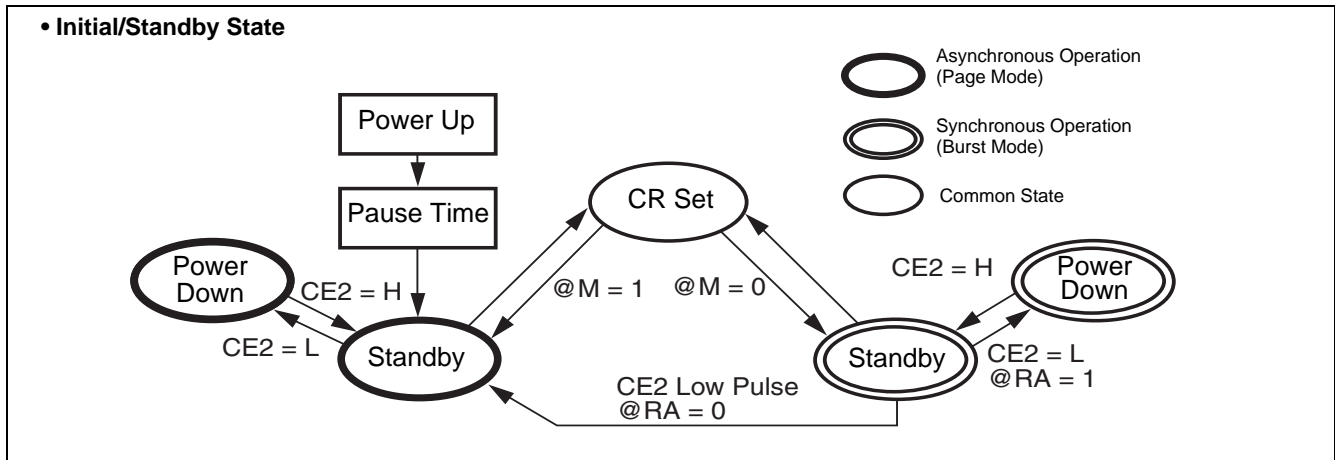 • Initial/Standby State
Asynchronous Operation
(Page Mode)
Synchronous Operation
(Burst Mode)
Common State
Power Up
Pause Time
CR Set
Power
Down
CE2 = H
CE2 = L
Standby
@M = 1
@M = 0
CE2 = H
Power
Down
Standby
CE2 = L
@RA = 1
CE2 Low Pulse
@RA = 0